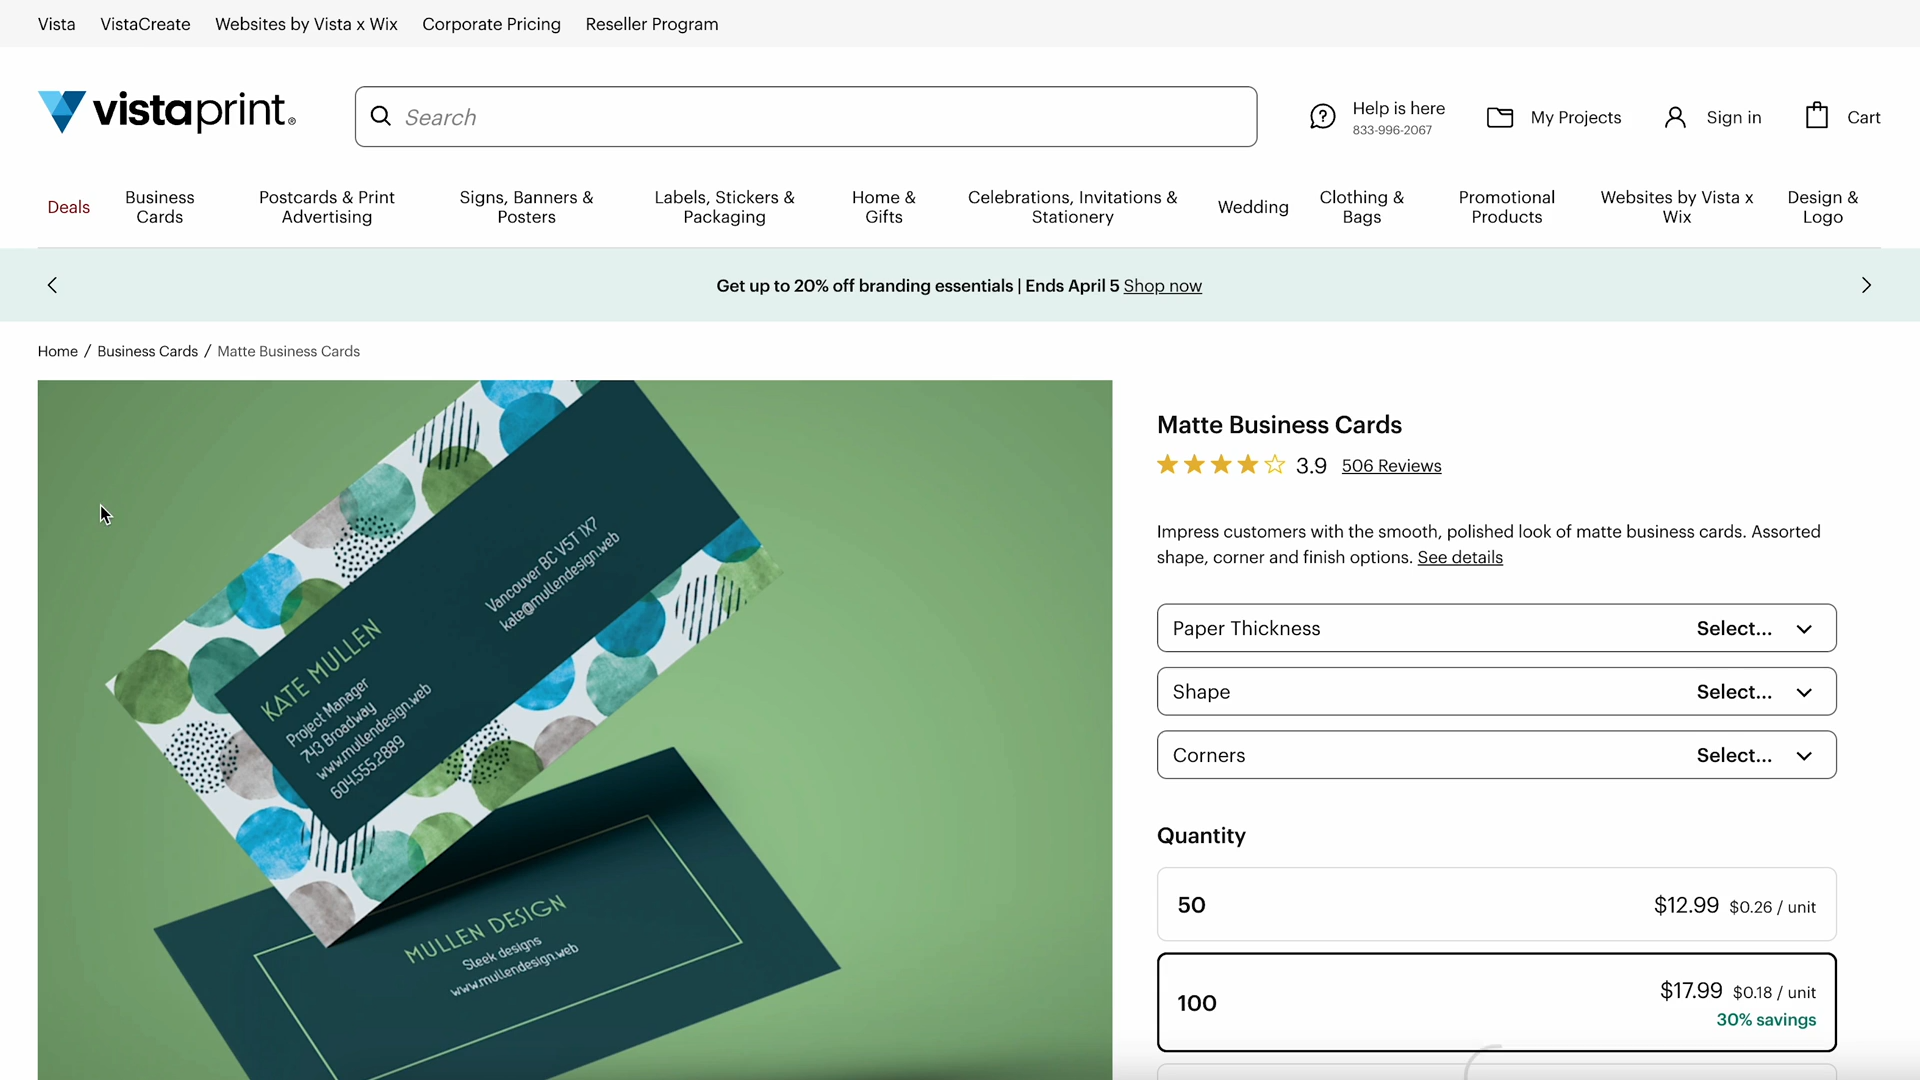 Vista VistaCreate Websites by Vista x Wix Corporate Pricing Reseller Program
vistaprint.
Search
Help is here
833-996-2067
My Projects
Sign in
Cart
Deals
Business
Cards
Postcards & Print
Advertising
Signs, Banners &
Posters
Labels, Stickers &
Packaging
Home &
Gifts
Celebrations, Invitations &
Stationery
Wedding
Clothing &
Bags
Promotional
Products
Websites by Vista x
Wix
Design &
Logo
Get up to 20% off branding essentials | Ends April 5 Shop now
Home / Business Cards / Matte Business Cards
KATE MULLEN
Project Manager
743 Broadway
www.mullendesign.web
604.555.2889
Vancouver BC V5T 1X7
kate@mullendesign.web
MULLEN DESIGN
Sleek designs
www.mullendesign.web
Matte Business Cards
3.9 506 Reviews
Impress customers with the smooth, polished look of matte business cards. Assorted
shape, corner and finish options. See details
Paper Thickness Select...
Shape Select...
Corners Select...
Quantity
50 $12.99 $0.26 / unit
100 $17.99 $0.18 / unit
30% savings